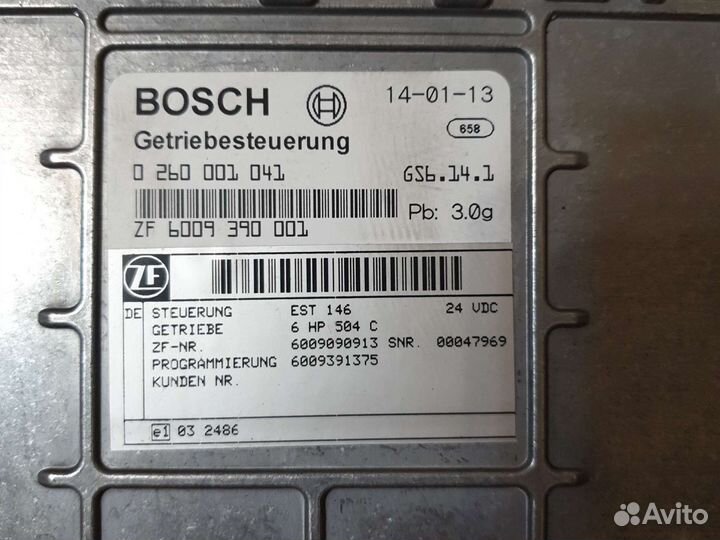 BOSCH 14-01-13
658
Getriebesteuerung
0 260 001 041 GS6.14.1
Pb: 3.0g
ZF 6009 390 001
ZF
DE STEUERUNG EST 146 24 VDC
GETRIEBE 6 HP 504 C
ZF-NR. 6009090913 SNR. 00047969
PROGRAMMIERUNG 6009391375
KUNDEN NR.
e1 03 2486
Avito